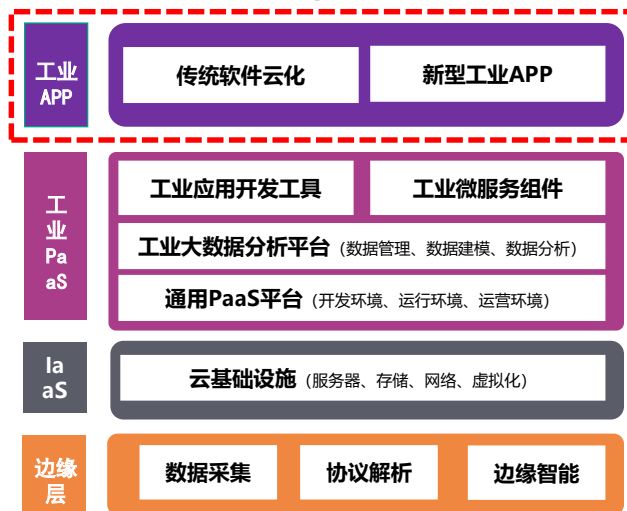 工业
APP
传统软件云化
新型工业APP
工
业
Pa
aS
工业应用开发工具
工业微服务组件
工业大数据分析平台（数据管理、数据建模、数据分析）
通用PaaS平台（开发环境、运行环境、运营环境）
Ia
aS
云基础设施（服务器、存储、网络、虚拟化）
边缘
层
数据采集
协议解析
边缘智能